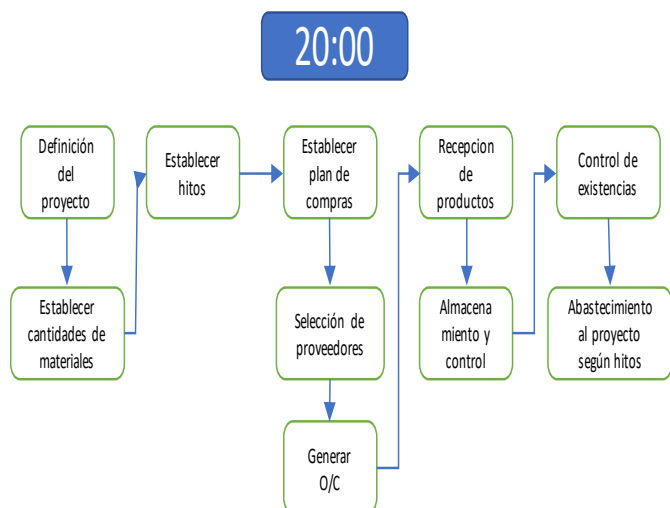 20:00
Definición
del
proyecto
Establecer
cantidades de
materiales
Establecer
hitos
Establecer
plan de
compras
Selección de
proveedores
Generar
O/C
Recepcion
de
productos
Almacena
miento y
control
Control de
existencias
Abastecimiento
al proyecto
según hitos